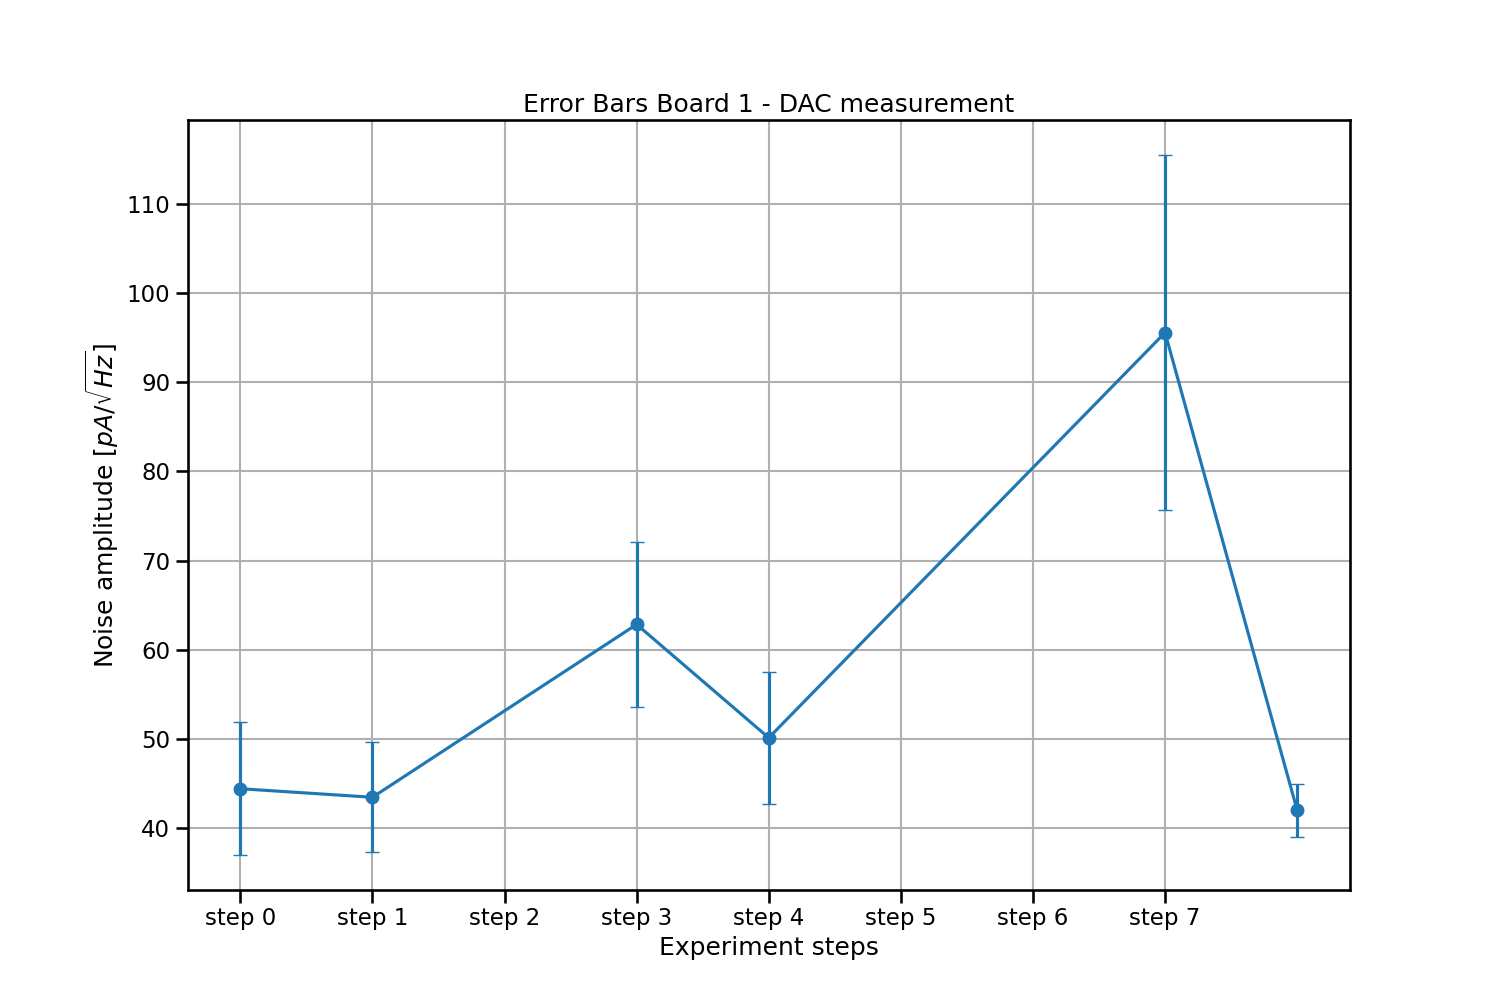 Error Bars Board 1 - DAC measurement
Noise amplitude [pA/√Hz]
110
100
90
80
70
60
50
40
step 0 step 1 step 2 step 3 step 4 step 5 step 6 step 7
Experiment steps